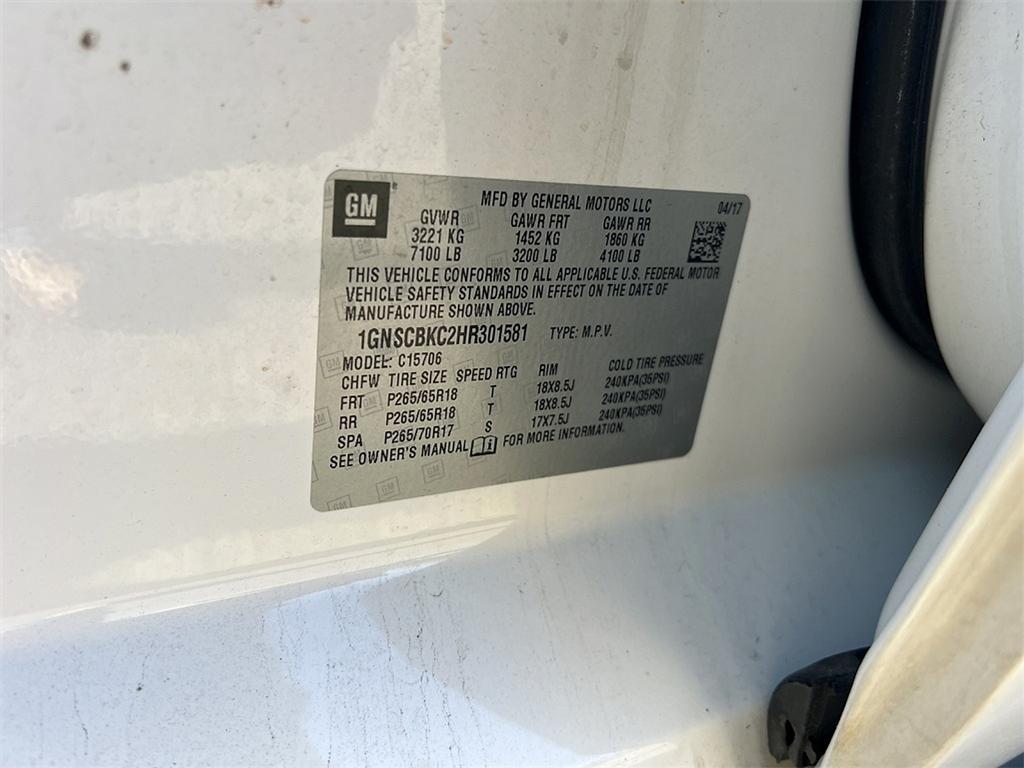 GM
MFD BY GENERAL MOTORS LLC 04/17
GVWR GAWR FRT GAWR RR
3221 KG 1452 KG 1860 KG
7100 LB 3200 LB 4100 LB
THIS VEHICLE CONFORMS TO ALL APPLICABLE U.S. FEDERAL MOTOR
VEHICLE SAFETY STANDARDS IN EFFECT ON THE DATE OF
MANUFACTURE SHOWN ABOVE.
1GNSCBKC2HR301581 TYPE: M.P.V.
MODEL: C15706
CHFW TIRE SIZE SPEED RTG RIM COLD TIRE PRESSURE
FRT P265/65R18 T 18X8.5J 240KPA(35PSI)
RR P265/65R18 T 18X8.5J 240KPA(35PSI)
SPA P265/70R17 S 17X7.5J 240KPA(35PSI)
SEE OWNER'S MANUAL FOR MORE INFORMATION.